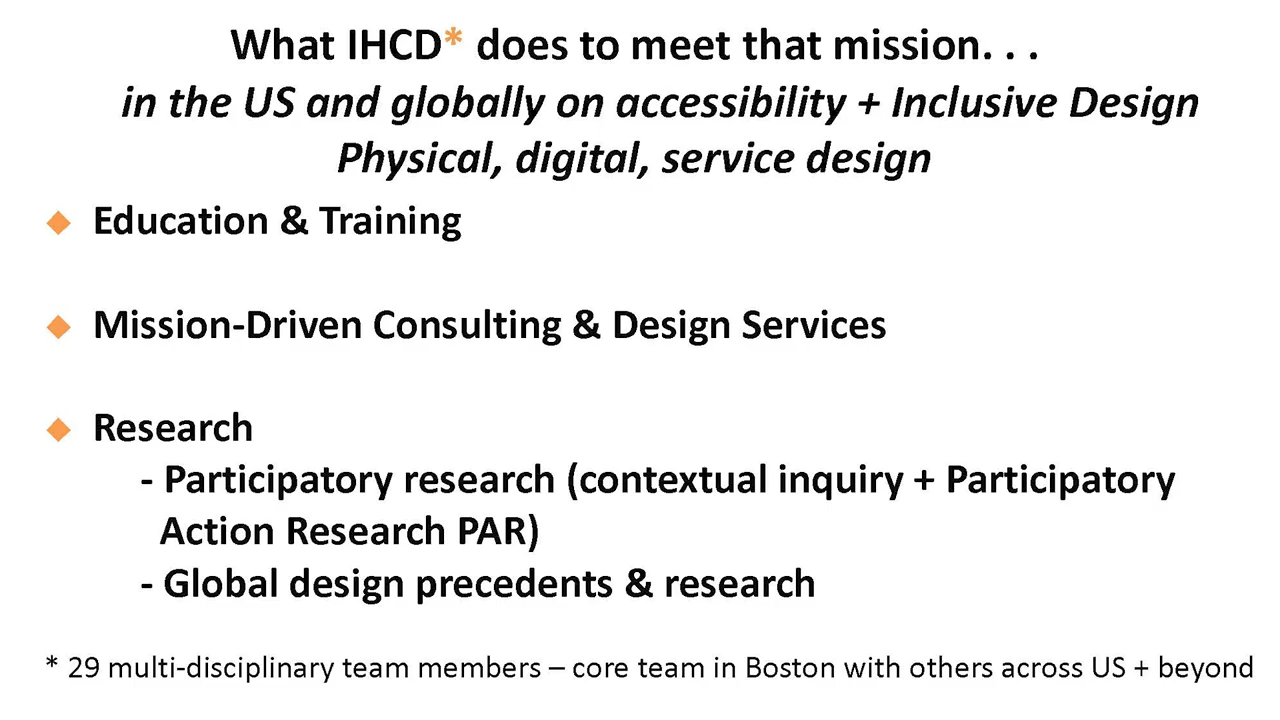 What IHCD* does to meet that mission. . .
in the US and globally on accessibility + Inclusive Design
Physical, digital, service design
Education & Training
Mission-Driven Consulting & Design Services
Research
- Participatory research (contextual inquiry + Participatory
Action Research PAR)
- Global design precedents & research
* 29 multi-disciplinary team members – core team in Boston with others across US + beyond